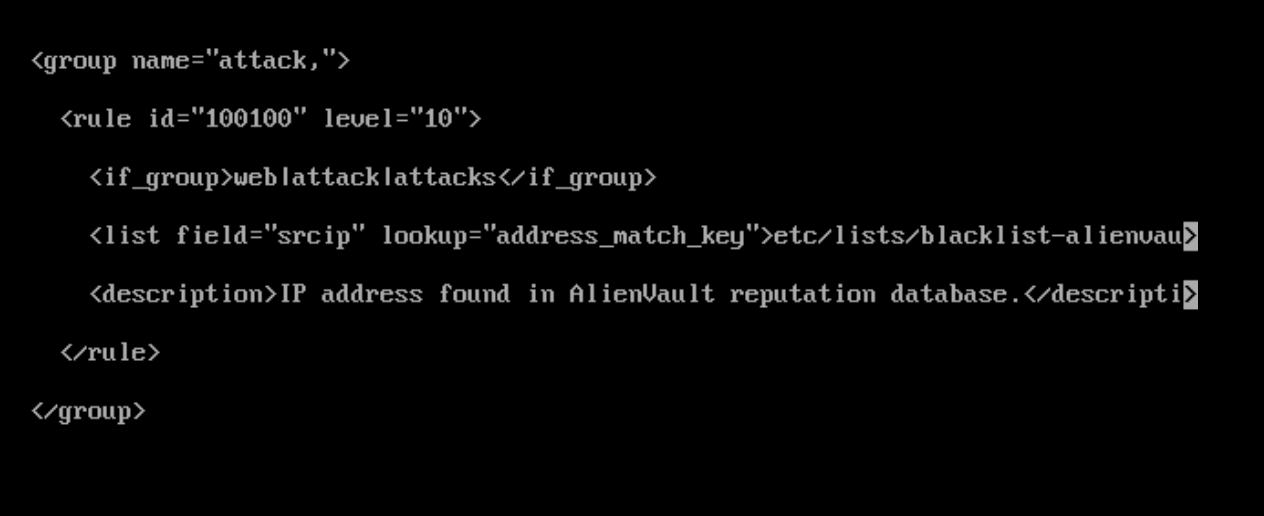 <group name="attack,">
<rule id="100100" level="10">
<if_group>web|attack|attacks</if_group>
<list field="srcip" lookup="address_match_key">etc/lists/blacklist-alienvau>
<description>IP address found in AlienVault reputation database.</descripti>
</rule>
</group>